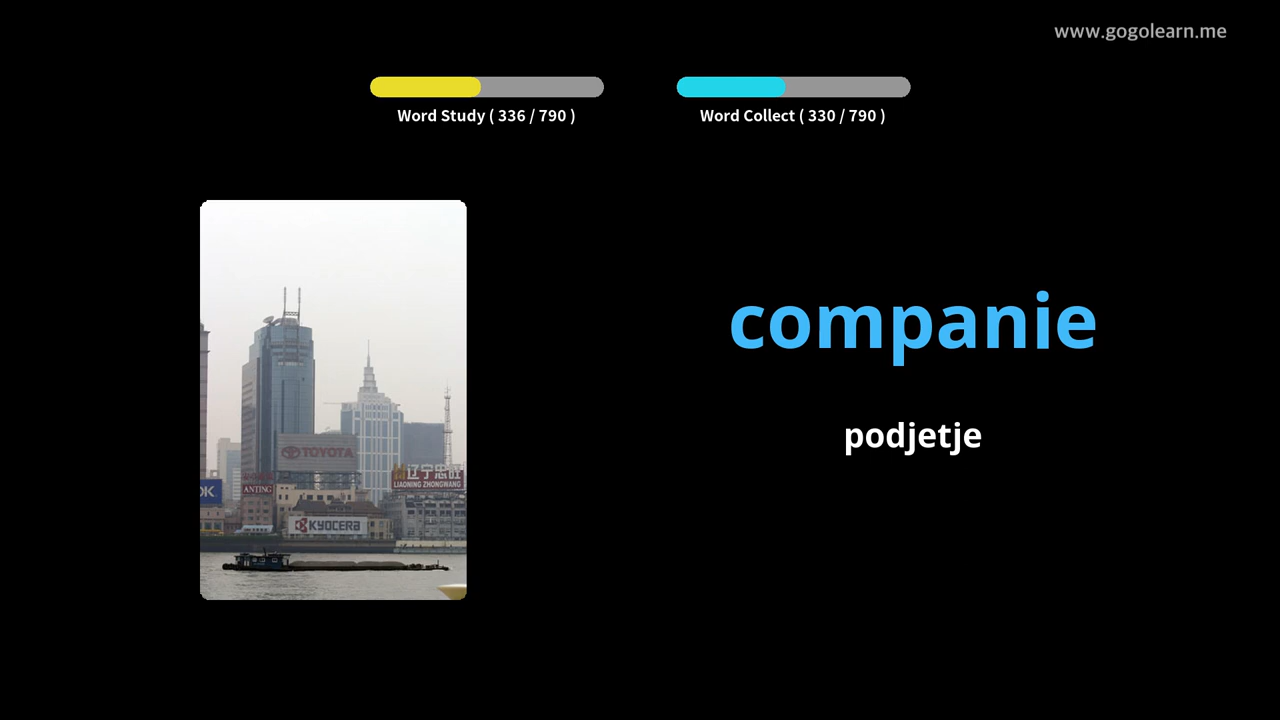 www.gogolearn.me
Word Study ( 336 / 790 )
Word Collect ( 330 / 790 )
companie
podjetje
TOYOTA
辽宁忠旺
LIAONING ZHONGWANG
OK
ANTING
KYOCERA